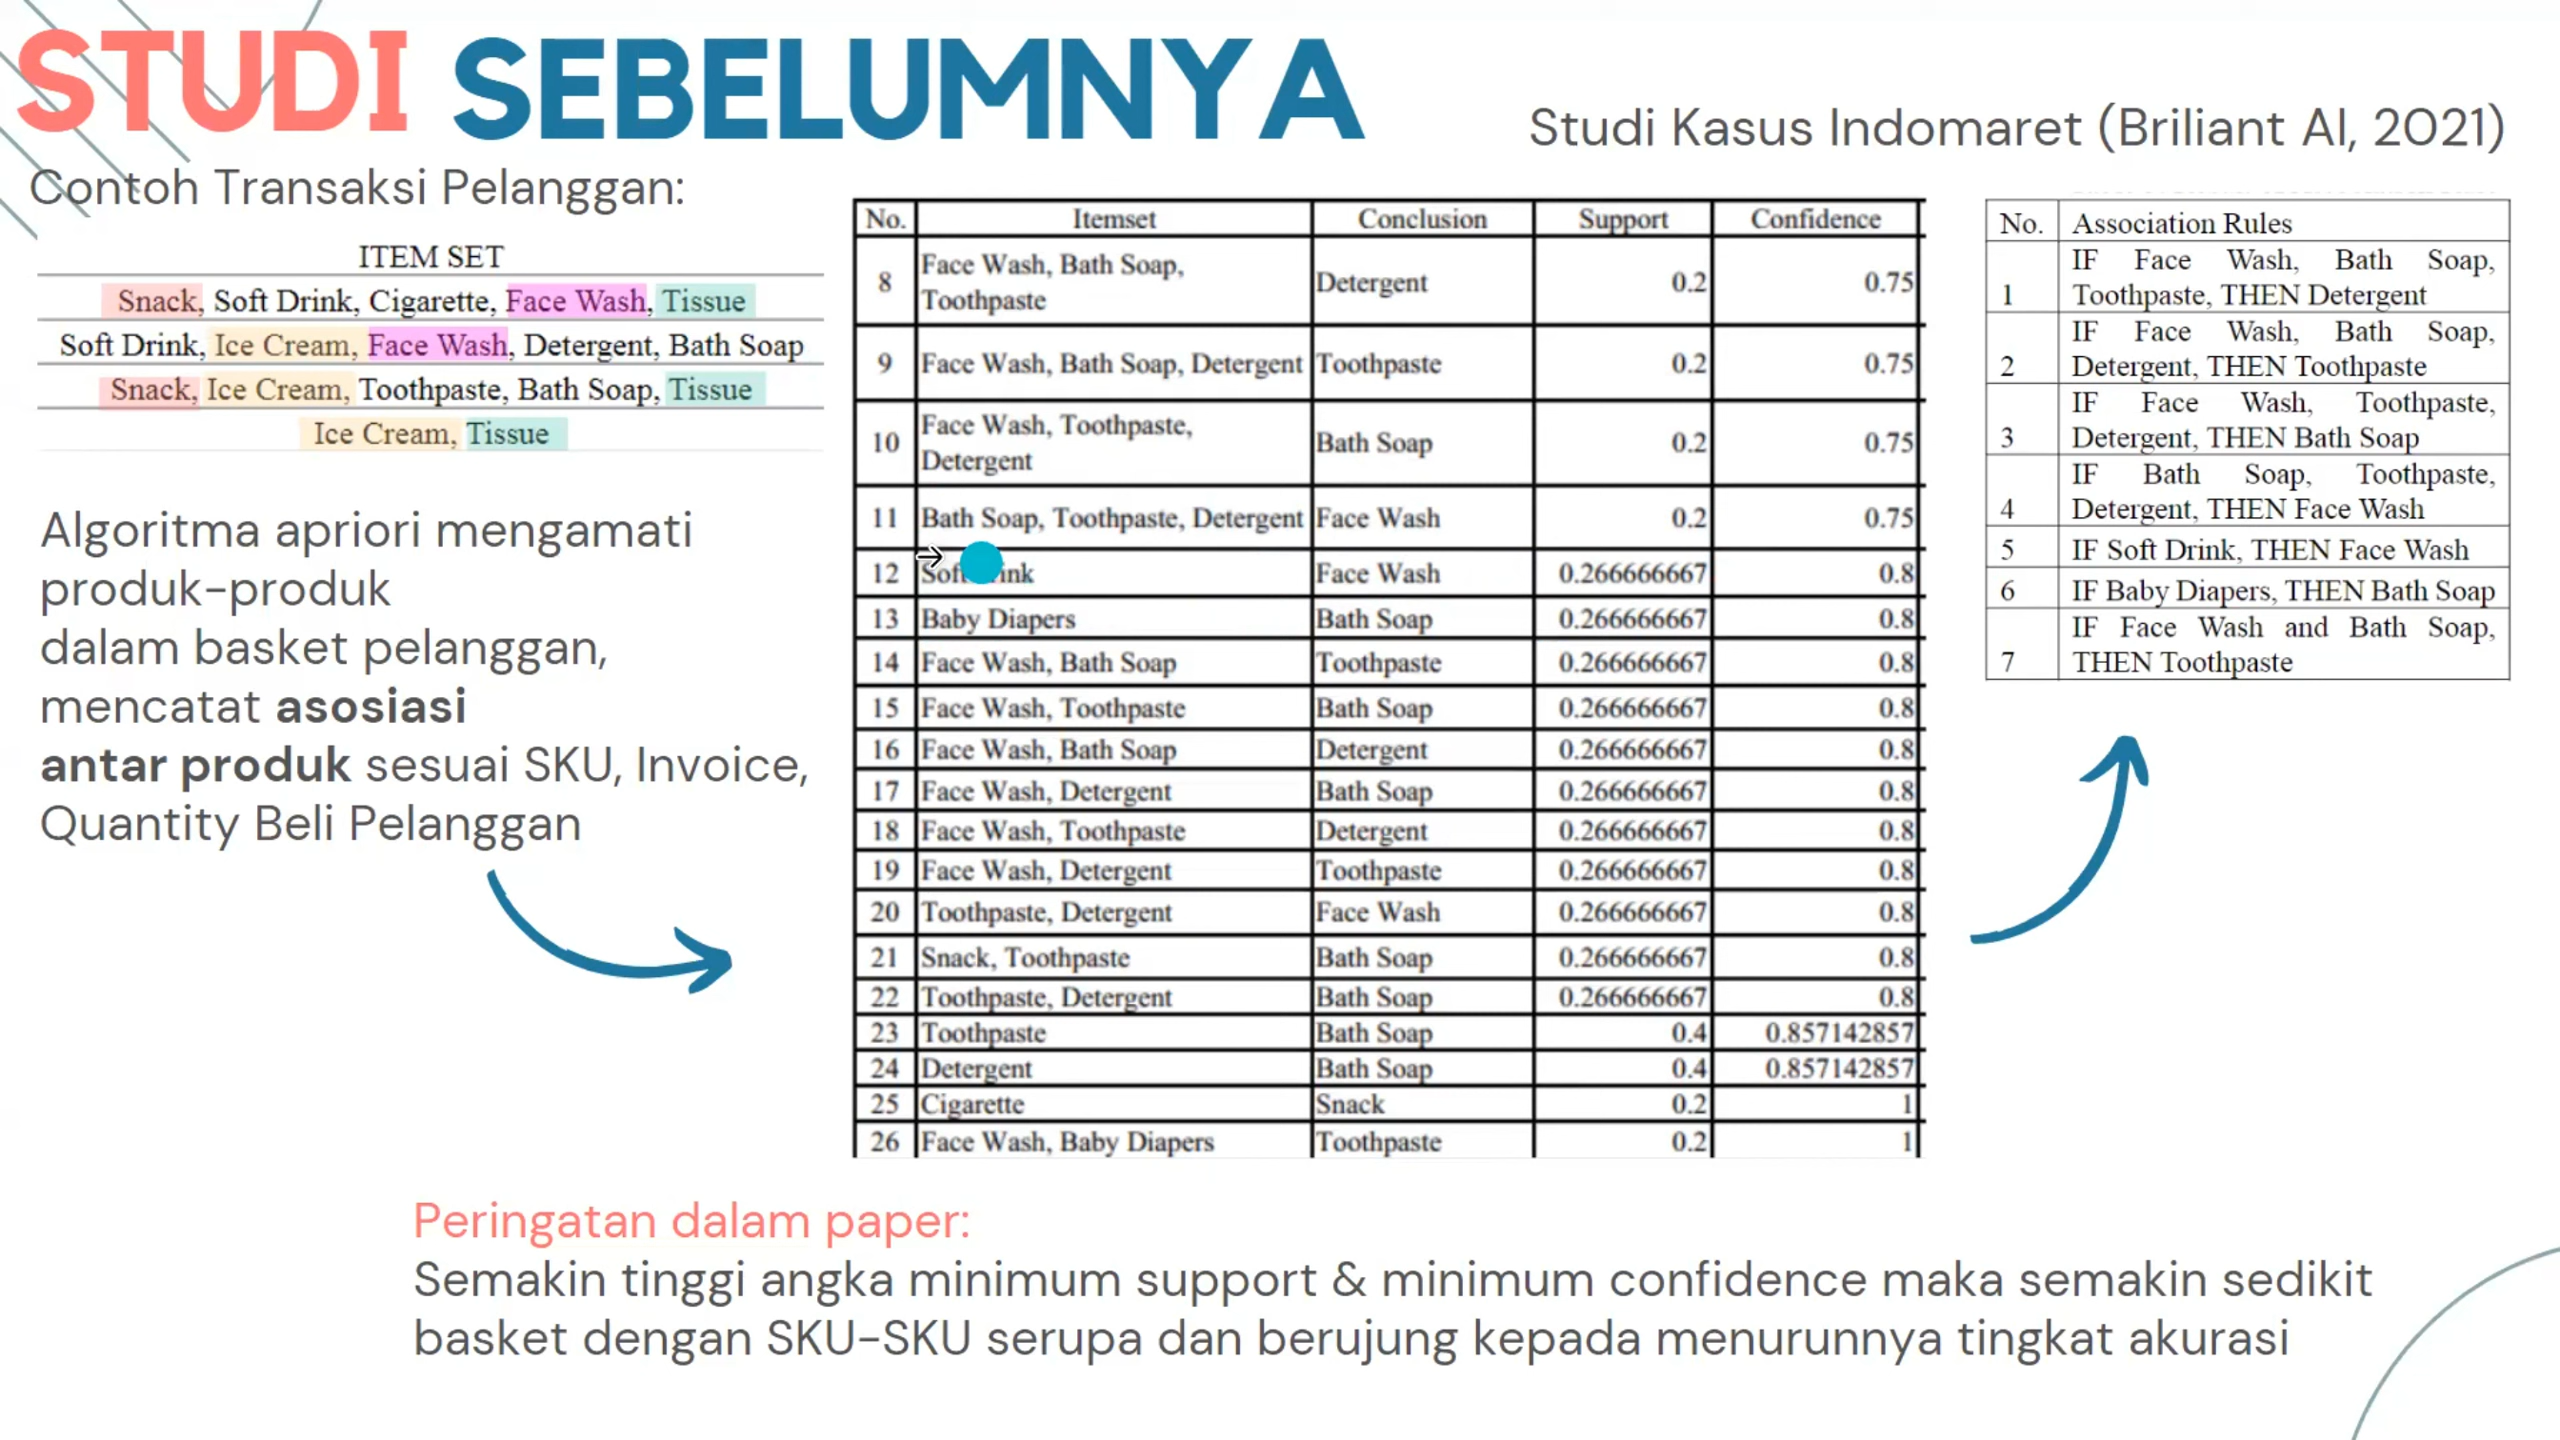 STUDI SEBELUMNYA
Studi Kasus Indomaret (Briliant Al, 2021)
Contoh Transaksi Pelanggan:
ITEM SET
Snack, Soft Drink, Cigarette, Face Wash, Tissue
Soft Drink, Ice Cream, Face Wash, Detergent, Bath Soap
Snack, Ice Cream, Toothpaste, Bath Soap, Tissue
Ice Cream, Tissue
Algoritma apriori mengamati
produk-produk
dalam basket pelanggan,
mencatat asosiasi
antar produk sesuai SKU, Invoice,
Quantity Beli Pelanggan
No. Itemset Conclusion Support Confidence
8 Face Wash, Bath Soap, Toothpaste Detergent 0.2 0.75
9 Face Wash, Bath Soap, Detergent Toothpaste 0.2 0.75
10 Face Wash, Toothpaste, Detergent Bath Soap 0.2 0.75
11 Bath Soap, Toothpaste, Detergent Face Wash 0.2 0.75
12 Soft Drink Face Wash 0.266666667 0.8
13 Baby Diapers Bath Soap 0.266666667 0.8
14 Face Wash, Bath Soap Toothpaste 0.266666667 0.8
15 Face Wash, Toothpaste Bath Soap 0.266666667 0.8
16 Face Wash, Bath Soap Detergent 0.266666667 0.8
17 Face Wash, Detergent Bath Soap 0.266666667 0.8
18 Face Wash, Toothpaste Detergent 0.266666667 0.8
19 Face Wash, Detergent Toothpaste 0.266666667 0.8
20 Toothpaste, Detergent Face Wash 0.266666667 0.8
21 Snack, Toothpaste Bath Soap 0.266666667 0.8
22 Toothpaste, Detergent Bath Soap 0.266666667 0.8
23 Toothpaste Bath Soap 0.4 0.857142857
24 Detergent Bath Soap 0.4 0.857142857
25 Cigarette Snack 0.2 1
26 Face Wash, Baby Diapers Toothpaste 0.2 1
No. Association Rules
1 IF Face Wash, Bath Soap,
Toothpaste, THEN Detergent
2 IF Face Wash, Bath Soap,
Detergent, THEN Toothpaste
3 IF Face Wash, Toothpaste,
Detergent, THEN Bath Soap
4 IF Bath Soap, Toothpaste,
Detergent, THEN Face Wash
5 IF Soft Drink, THEN Face Wash
6 IF Baby Diapers, THEN Bath Soap
7 IF Face Wash and Bath Soap,
THEN Toothpaste
Peringatan dalam paper:
Semakin tinggi angka minimum support & minimum confidence maka semakin sedikit
basket dengan SKU-SKU serupa dan berujung kepada menurunnya tingkat akurasi